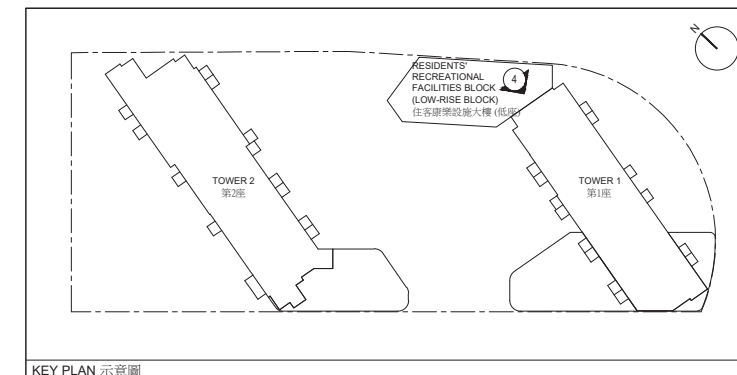 N
RESIDENTS'
RECREATIONAL
FACILITIES BLOCK
(LOW-RISE BLOCK)
住客康樂設施大樓 (低座)
4
TOWER 2
第2座
TOWER 1
第1座
KEY PLAN 示意圖